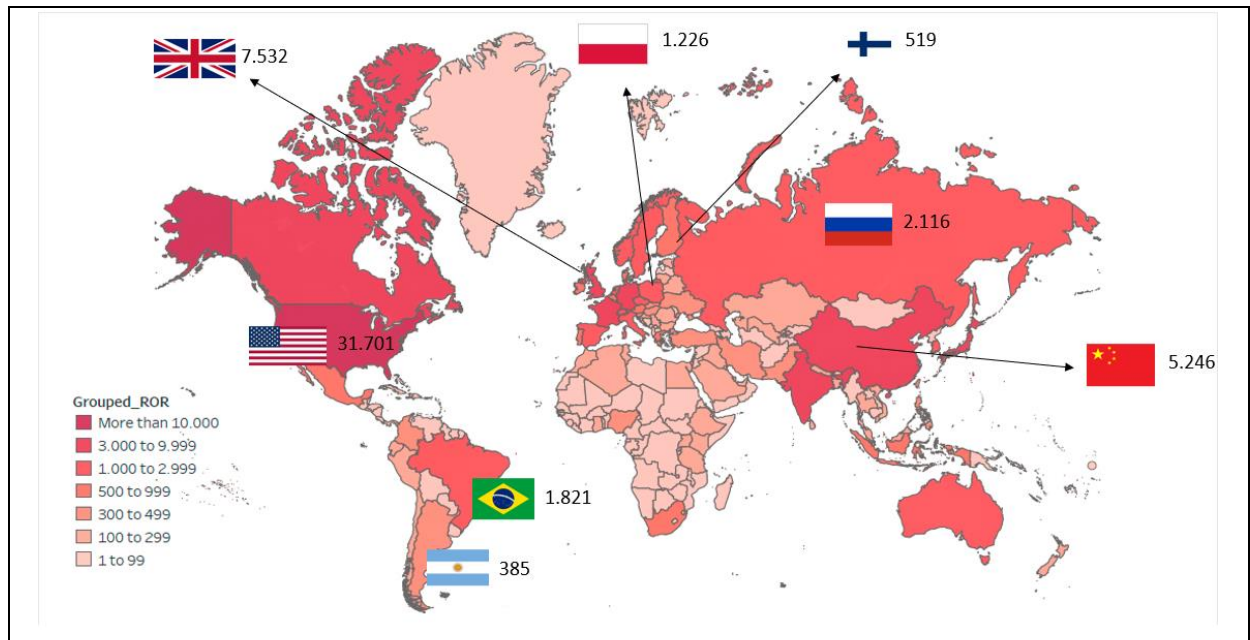 7.532
1.226
519
2.116
31.701
5.246
Grouped_ROR
More than 10.000
3.000 to 9.999
1.000 to 2.999
500 to 999
300 to 499
100 to 299
1 to 99
1.821
385